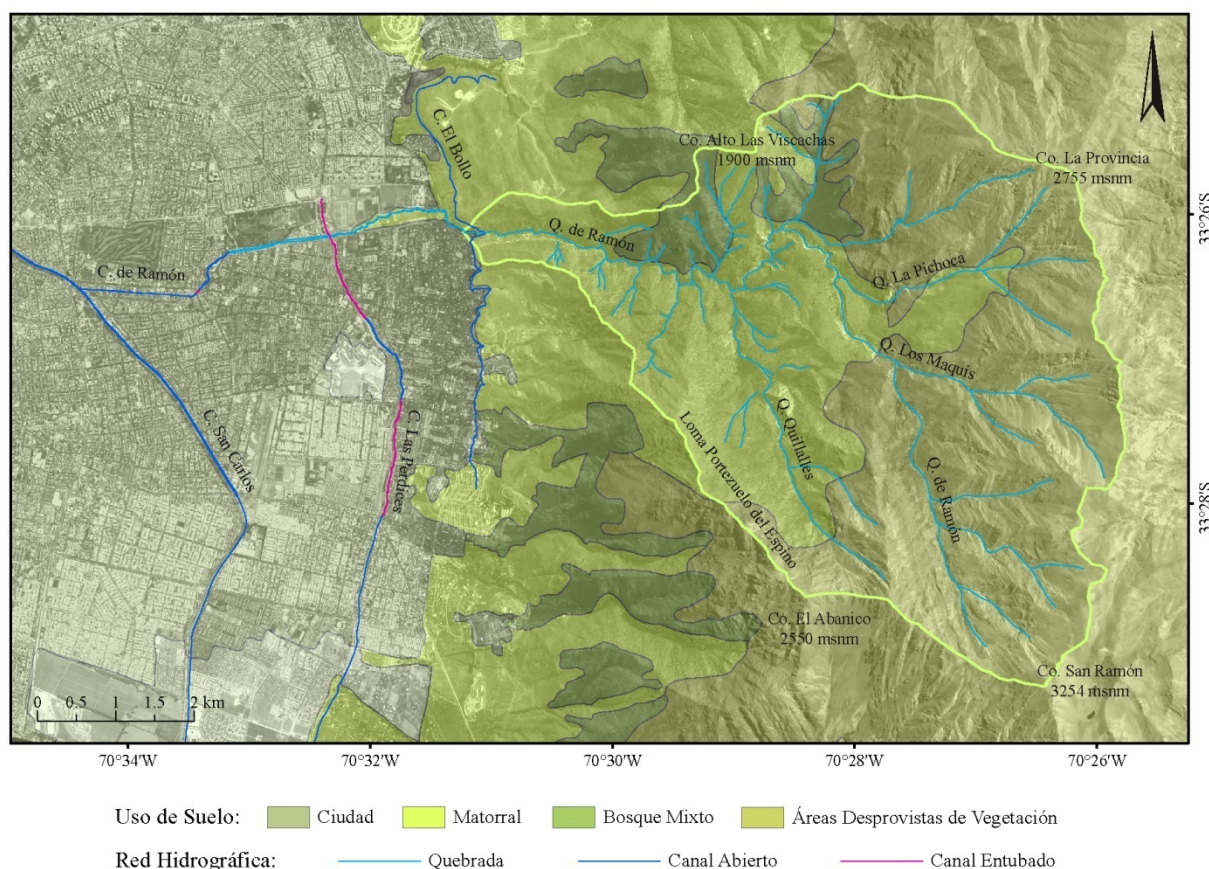 C. El Bollo
Co. Alto Las Viscachas
1900 msnm
Co. La Provincia
2755 msnm
33°26'S
Q. de Ramón
C. de Ramón
Q. La Pichoca
Q. Los Maquis
C. San Carlos
C. Las Perdices
Loma Portezuelo del Espino
Q. Quillalles
Q. de Ramón
33°28'S
Co. El Abanico
2550 msnm
Co. San Ramón
3254 msnm
0 0.5 1 2 km
70°34'W 70°32'W 70°30'W 70°28'W 70°26'W
Uso de Suelo: Ciudad Matorral Bosque Mixto Áreas Desprovistas de Vegetación
Red Hidrográfica: Quebrada Canal Abierto Canal Entubado